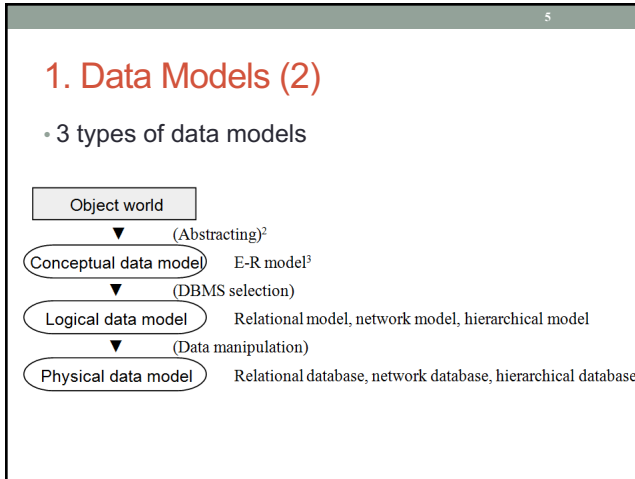 5
1. Data Models (2)
• 3 types of data models
Object world
▼ (Abstracting)²
Conceptual data model E-R model³
▼ (DBMS selection)
Logical data model Relational model, network model, hierarchical model
▼ (Data manipulation)
Physical data model Relational database, network database, hierarchical database